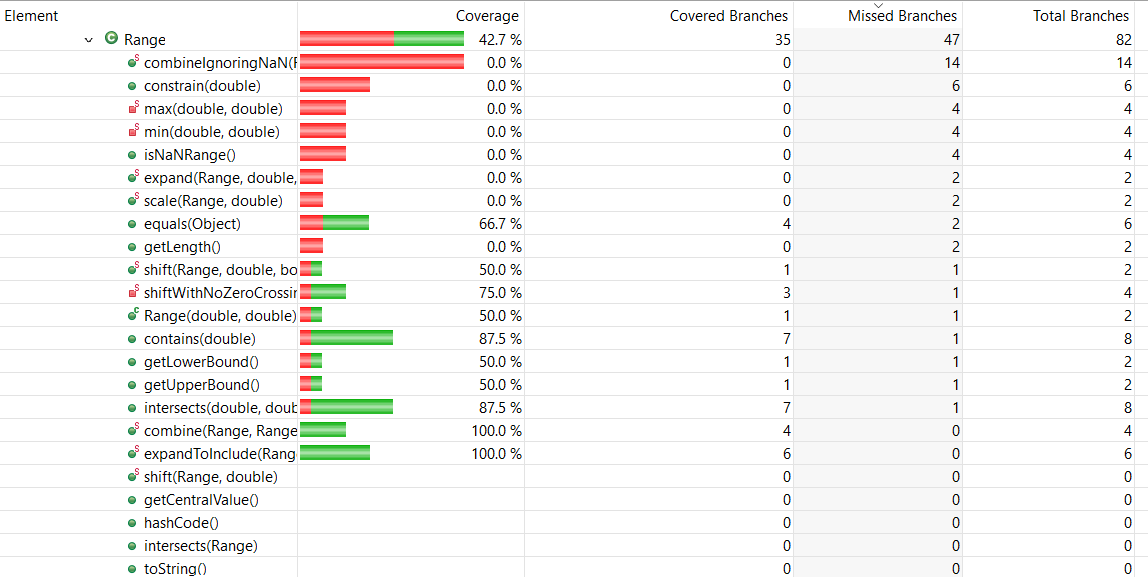 Element Coverage Covered Branches Missed Branches Total Branches
Range 42.7 % 35 47 82
combineIgnoringNaN(R 0.0 % 0 14 14
constrain(double) 0.0 % 0 6 6
max(double, double) 0.0 % 0 4 4
min(double, double) 0.0 % 0 4 4
isNaNRange() 0.0 % 0 4 4
expand(Range, double, 0.0 % 0 2 2
scale(Range, double) 0.0 % 0 2 2
equals(Object) 66.7 % 4 2 6
getLength() 0.0 % 0 2 2
shift(Range, double, bo 50.0 % 1 1 2
shiftWithNoZeroCrossin 75.0 % 3 1 4
Range(double, double) 50.0 % 1 1 2
contains(double) 87.5 % 7 1 8
getLowerBound() 50.0 % 1 1 2
getUpperBound() 50.0 % 1 1 2
intersects(double, doub 87.5 % 7 1 8
combine(Range, Range 100.0 % 4 0 4
expandToInclude(Rang 100.0 % 6 0 6
shift(Range, double) 0 0 0
getCentralValue() 0 0 0
hashCode() 0 0 0
intersects(Range) 0 0 0
toString() 0 0 0